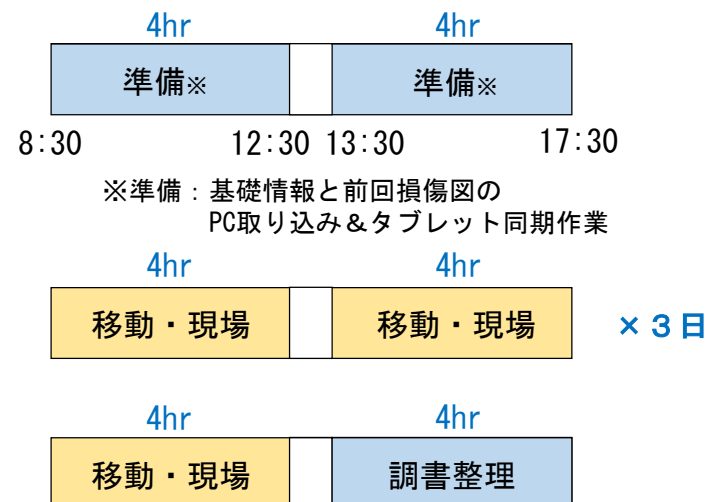 4hr 4hr
準備※ 準備※
8:30 12:30 13:30 17:30
※準備：基礎情報と前回損傷図の
PC取り込み＆タブレット同期作業
4hr 4hr
移動・現場 移動・現場 ×３日
4hr 4hr
移動・現場 調書整理